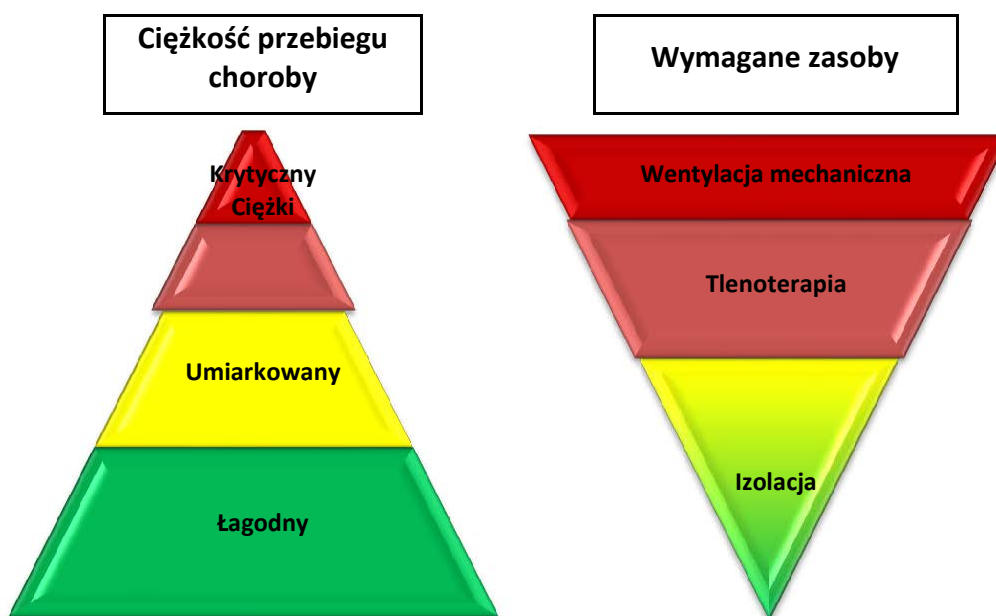 Ciężkość przebiegu
choroby
Wymagane zasoby
Krytyczny
Ciężki
Umiarkowany
Łagodny
Wentylacja mechaniczna
Tlenoterapia
Izolacja